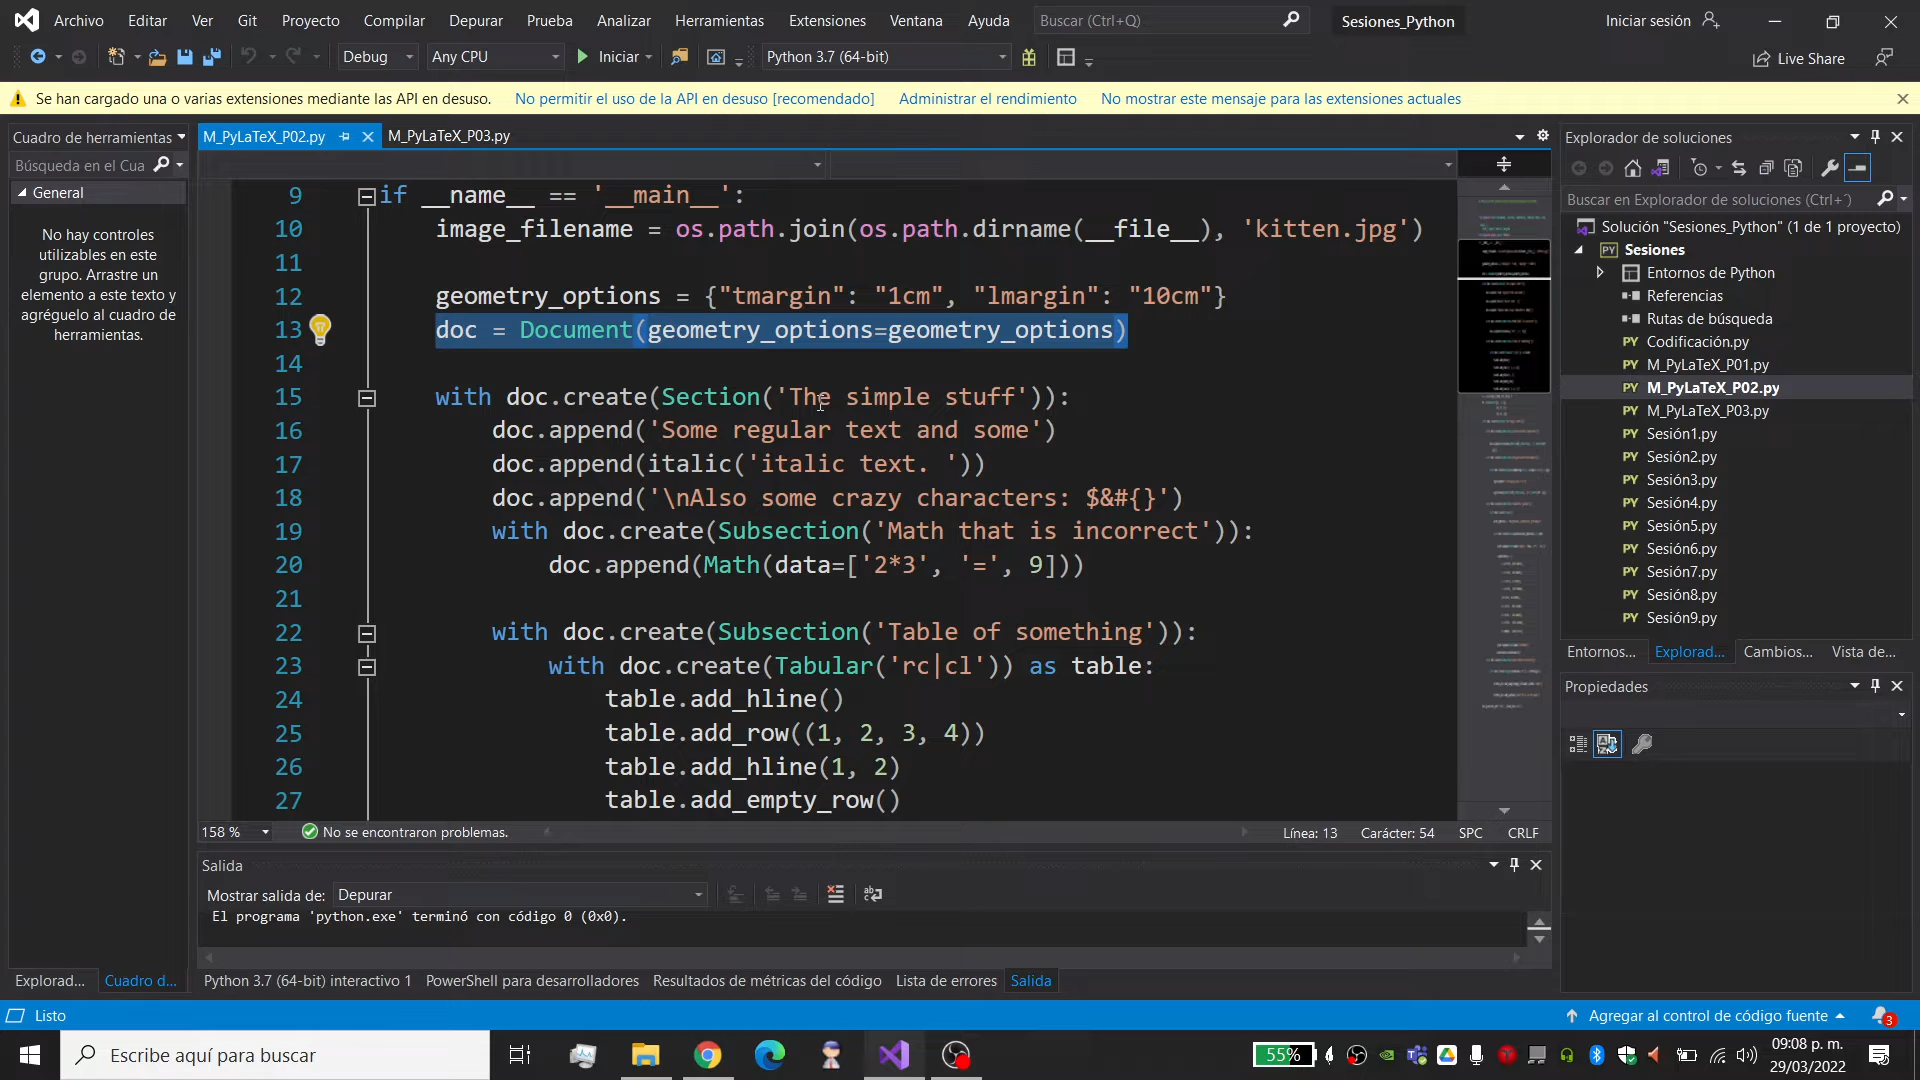 Archivo Editar Ver Git Proyecto Compilar Depurar Prueba Analizar Herramientas Extensiones Ventana Ayuda Buscar (Ctrl+Q) Sesiones_Python Iniciar sesión
Debug Any CPU Iniciar Python 3.7 (64-bit) Live Share
Se han cargado una o varias extensiones mediante las API en desuso. No permitir el uso de la API en desuso [recomendado] Administrar el rendimiento No mostrar este mensaje para las extensiones actuales
Cuadro de herramientas
Búsqueda en el Cua
General
No hay controles
utilizables en este
grupo. Arrastre un
elemento a este texto y
agréguelo al cuadro de
herramientas.
M_PyLaTeX_P02.py M_PyLaTeX_P03.py
9 if __name__ == '__main__':
10 image_filename = os.path.join(os.path.dirname(__file__), 'kitten.jpg')
11
12 geometry_options = {"tmargin": "1cm", "lmargin": "10cm"}
13 doc = Document(geometry_options=geometry_options)
14
15 with doc.create(Section('The simple stuff')):
16 doc.append('Some regular text and some')
17 doc.append(italic('italic text. '))
18 doc.append('\nAlso some crazy characters: $&#{}')
19 with doc.create(Subsection('Math that is incorrect')):
20 doc.append(Math(data=['2*3', '=', 9]))
21
22 with doc.create(Subsection('Table of something')):
23 with doc.create(Tabular('rc|cl')) as table:
24 table.add_hline()
25 table.add_row((1, 2, 3, 4))
26 table.add_hline(1, 2)
27 table.add_empty_row()
158 % No se encontraron problemas. Línea: 13 Carácter: 54 SPC CRLF
Salida
Mostrar salida de: Depurar
El programa 'python.exe' terminó con código 0 (0x0).
Explorador de soluciones
Buscar en Explorador de soluciones (Ctrl+´)
Solución "Sesiones_Python" (1 de 1 proyecto)
PY Sesiones
Entornos de Python
Referencias
Rutas de búsqueda
PY Codificación.py
PY M_PyLaTeX_P01.py
PY M_PyLaTeX_P02.py
PY M_PyLaTeX_P03.py
PY Sesión1.py
PY Sesión2.py
PY Sesión3.py
PY Sesión4.py
PY Sesión5.py
PY Sesión6.py
PY Sesión7.py
PY Sesión8.py
PY Sesión9.py
Entornos... Explorad... Cambios... Vista de...
Propiedades
Explorad... Cuadro d... Python 3.7 (64-bit) interactivo 1 PowerShell para desarrolladores Resultados de métricas del código Lista de errores Salida
Listo Agregar al control de código fuente 3
Escribe aquí para buscar 55% 09:08 p. m.
29/03/2022